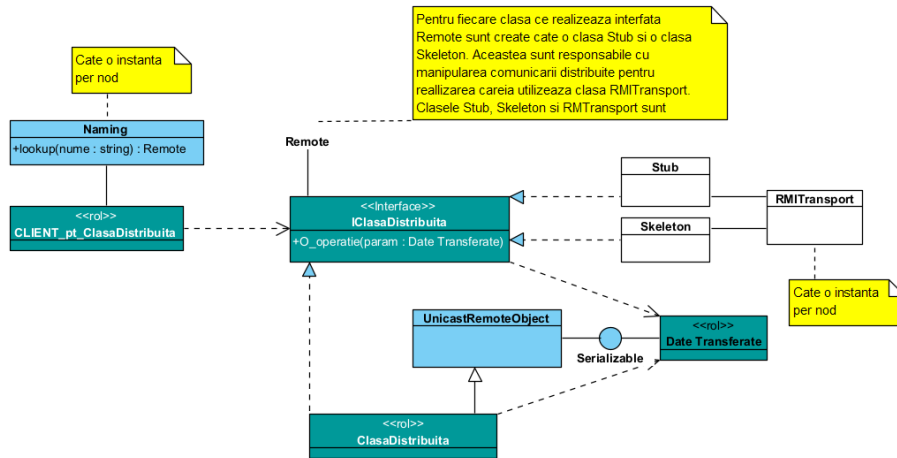 Pentru fiecare clasa ce realizeaza interfata
Remote sunt create cate o clasa Stub si o clasa
Skeleton. Aceastea sunt responsabile cu
manipularea comunicarii distribuite pentru
reallizarea careia utilizeaza clasa RMITransport.
Clasele Stub, Skeleton si RMTransport sunt
Cate o instanta
per nod
Naming
+lookup(nume : string) : Remote
Remote
Stub
<<rol>>
CLIENT_pt_ClasaDistribuita
<<Interface>>
IClasaDistribuita
+O_operatie(param : Date Transferate)
RMITransport
Skeleton
Cate o instanta
per nod
UnicastRemoteObject
Serializable
<<rol>>
Date Transferate
<<rol>>
ClasaDistribuita